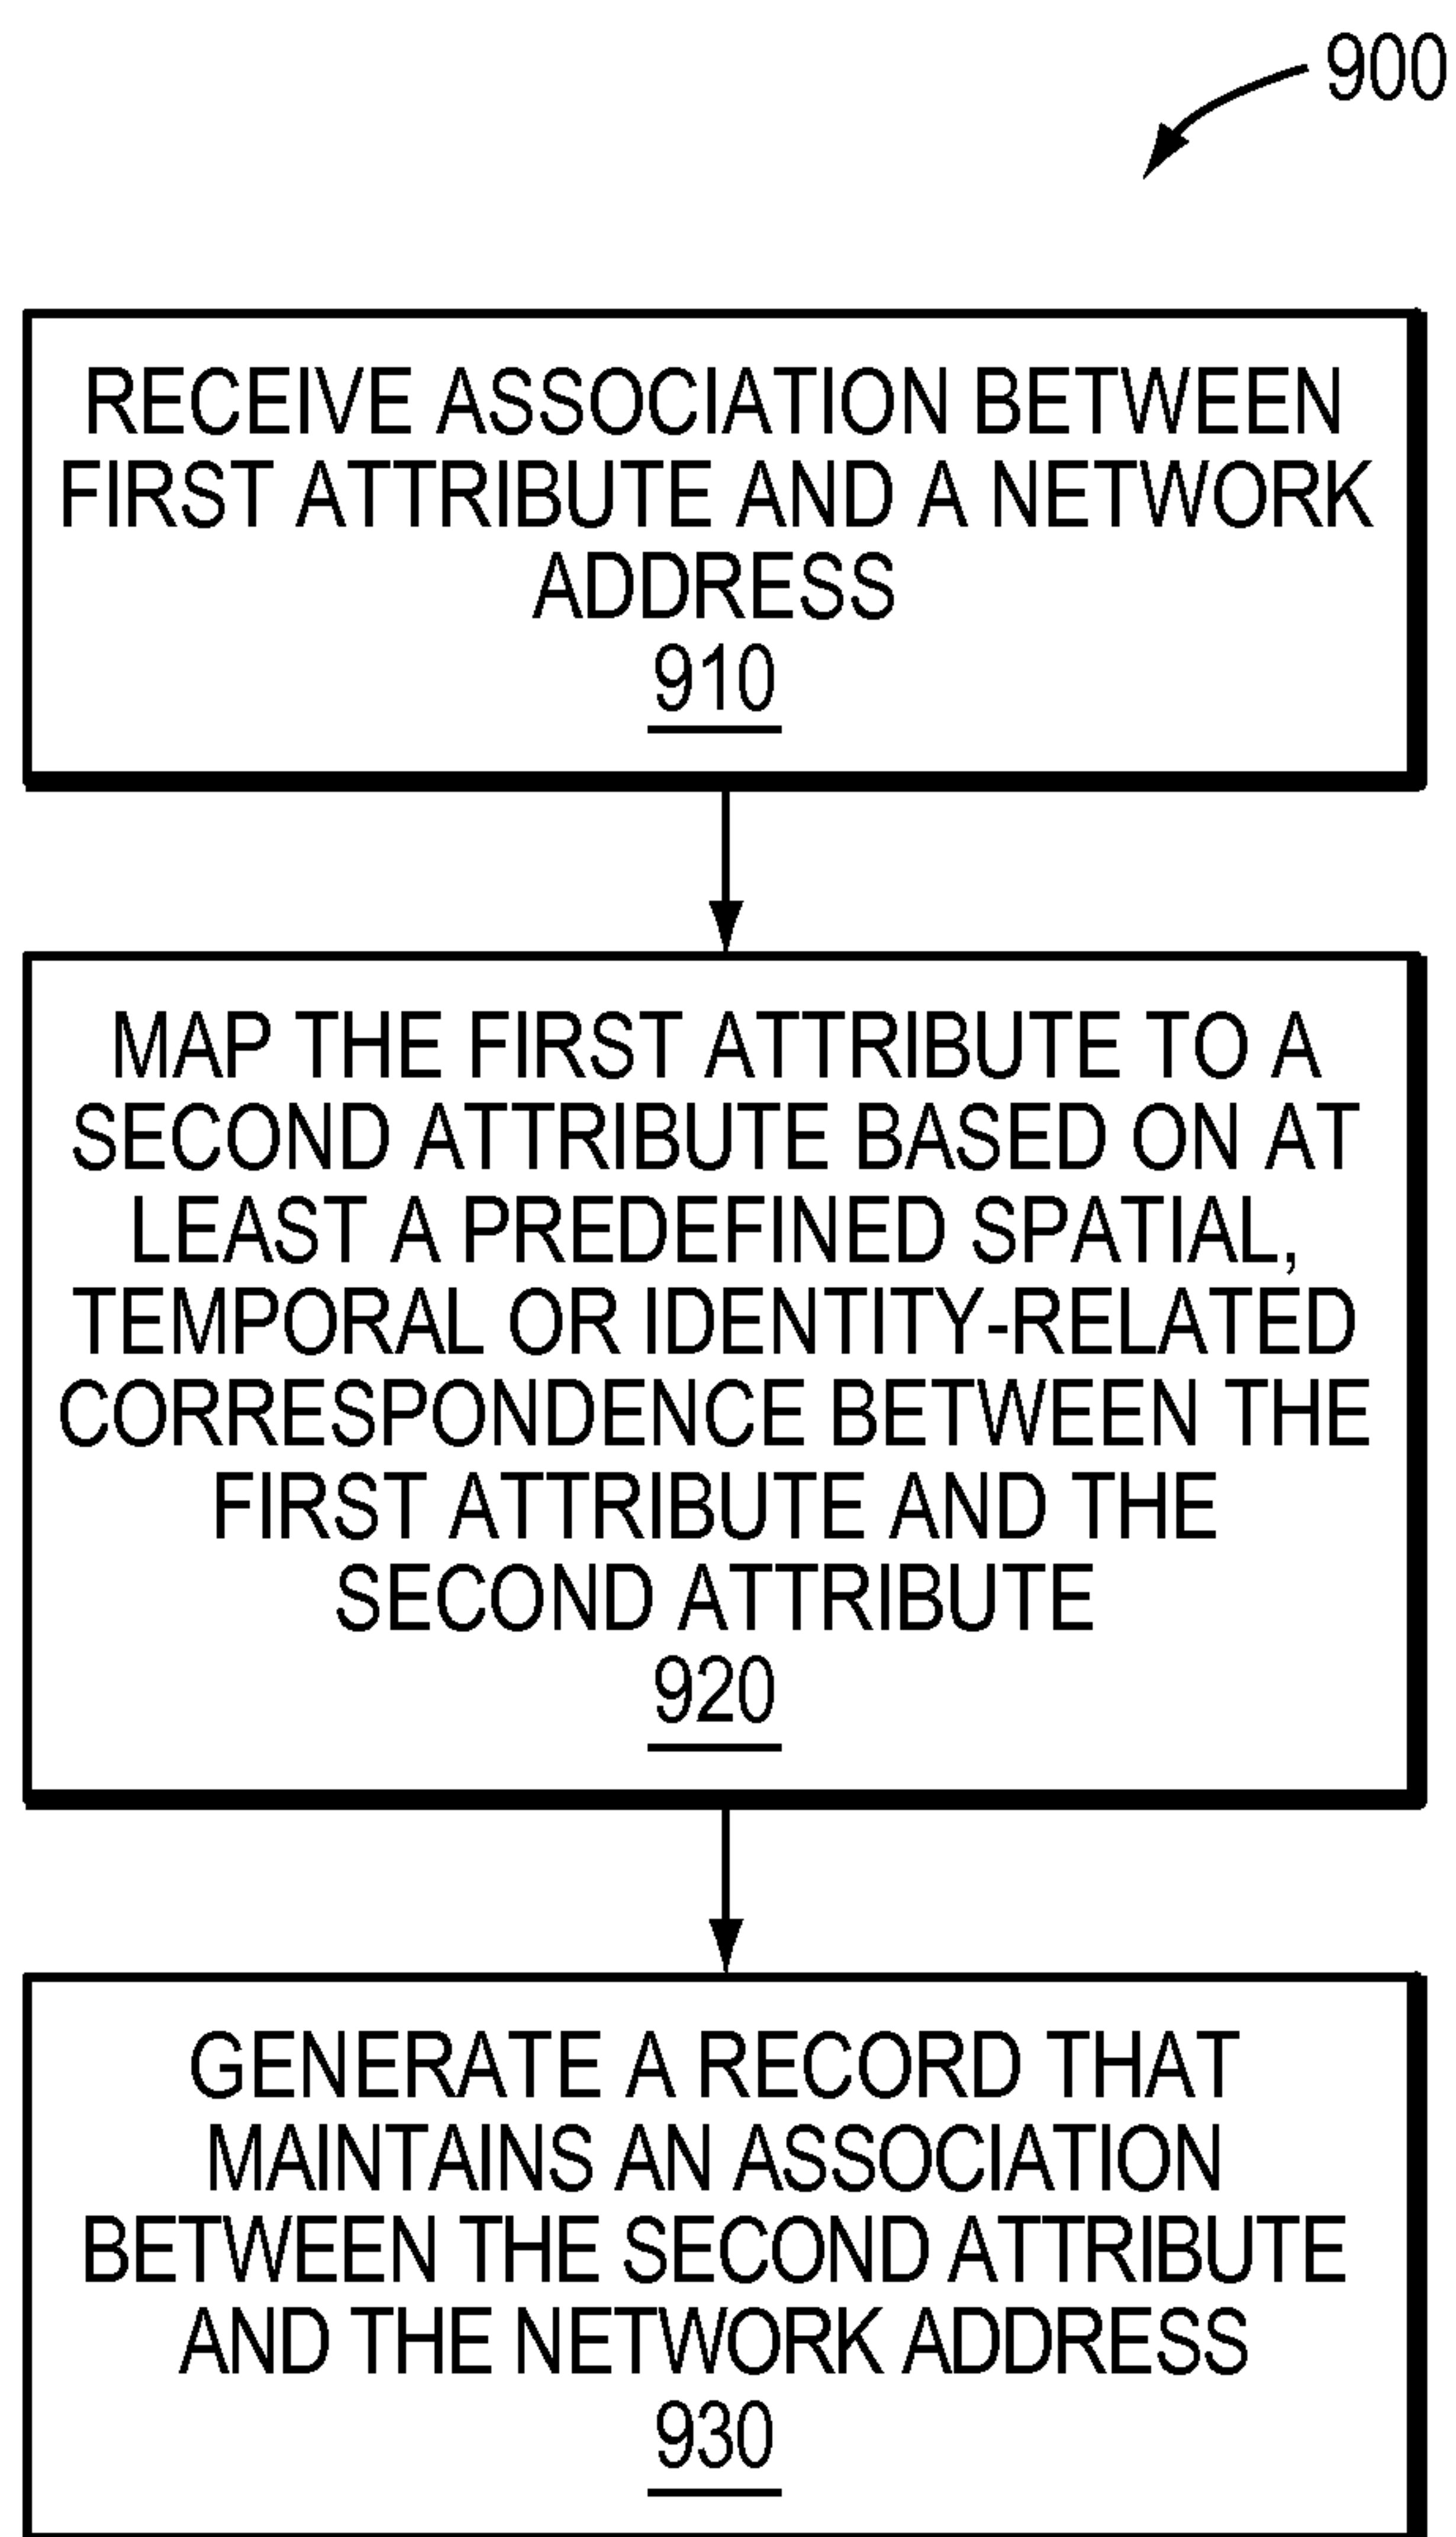 900
RECEIVE ASSOCIATION BETWEEN
FIRST ATTRIBUTE AND A NETWORK
ADDRESS
910
MAP THE FIRST ATTRIBUTE TO A
SECOND ATTRIBUTE BASED ON AT
LEAST A PREDEFINED SPATIAL,
TEMPORAL OR IDENTITY-RELATED
CORRESPONDENCE BETWEEN THE
FIRST ATTRIBUTE AND THE
SECOND ATTRIBUTE
920
GENERATE A RECORD THAT
MAINTAINS AN ASSOCIATION
BETWEEN THE SECOND ATTRIBUTE
AND THE NETWORK ADDRESS
930